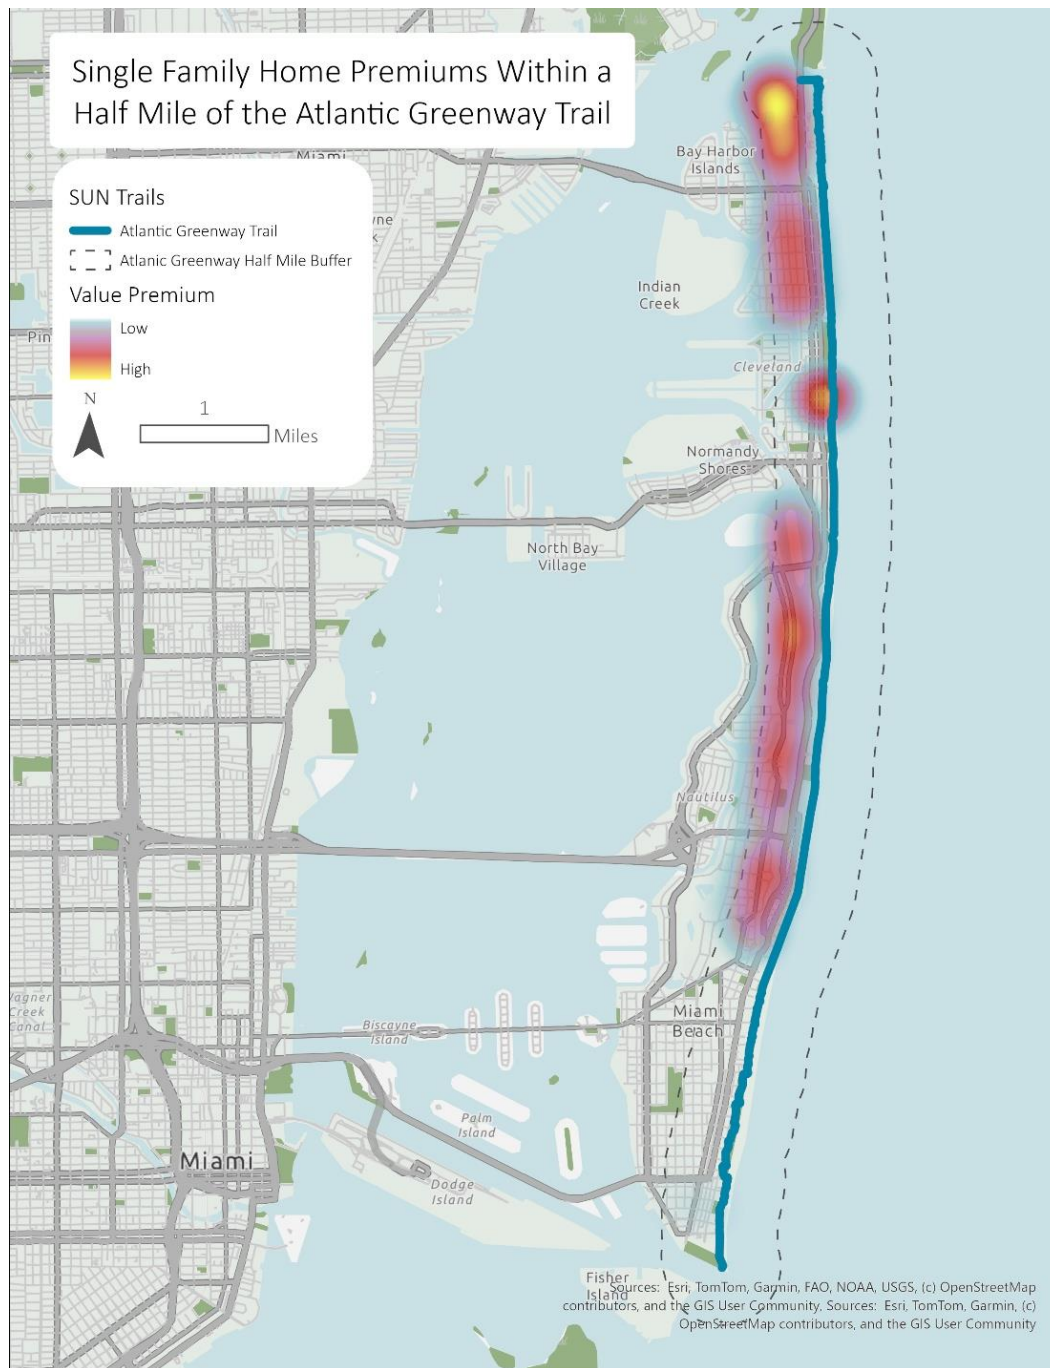 Single Family Home Premiums Within a
Half Mile of the Atlantic Greenway Trail
Miami
SUN Trails
Atlantic Greenway Trail
Atlanic Greenway Half Mile Buffer
Value Premium
Low
High
N
1
Miles
Bay Harbor
Islands
Indian
Creek
Cleveland
Normandy
Shores
North Bay
Village
Nautilus
Miami
Beach
Biscayne
Island
Palm
Island
Miami
Dodge
Island
Fisher
Island
Creek
Canal
Sources: Esri, TomTom, Garmin, FAO, NOAA, USGS, (c) OpenStreetMap
contributors, and the GIS User Community, Sources: Esri, TomTom, Garmin, (c)
OpenStreetMap contributors, and the GIS User Community